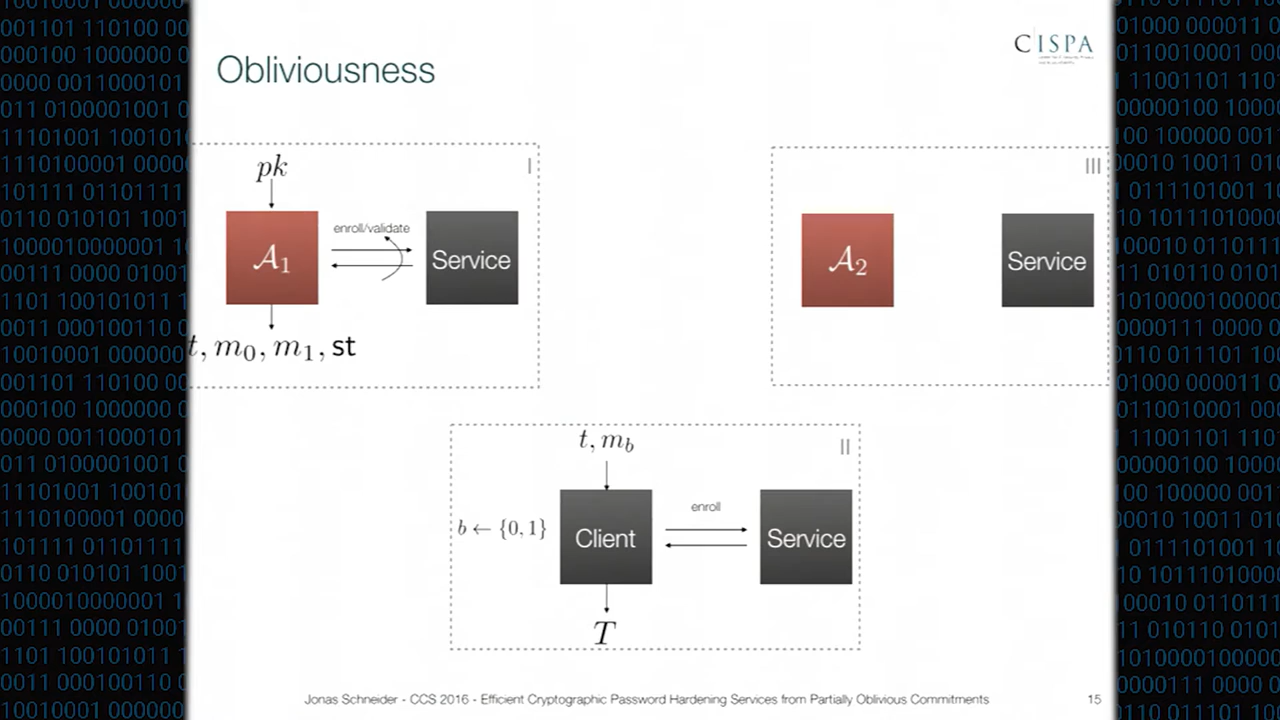 Obliviousness
CISPA
I
pk
A₁
enroll/validate
Service
t, m₀, m₁, st
III
A₂
Service
II
t, m_b
b ← {0, 1}
Client
enroll
Service
T
Jonas Schneider - CCS 2016 - Efficient Cryptographic Password Hardening Services from Partially Oblivious Commitments
15